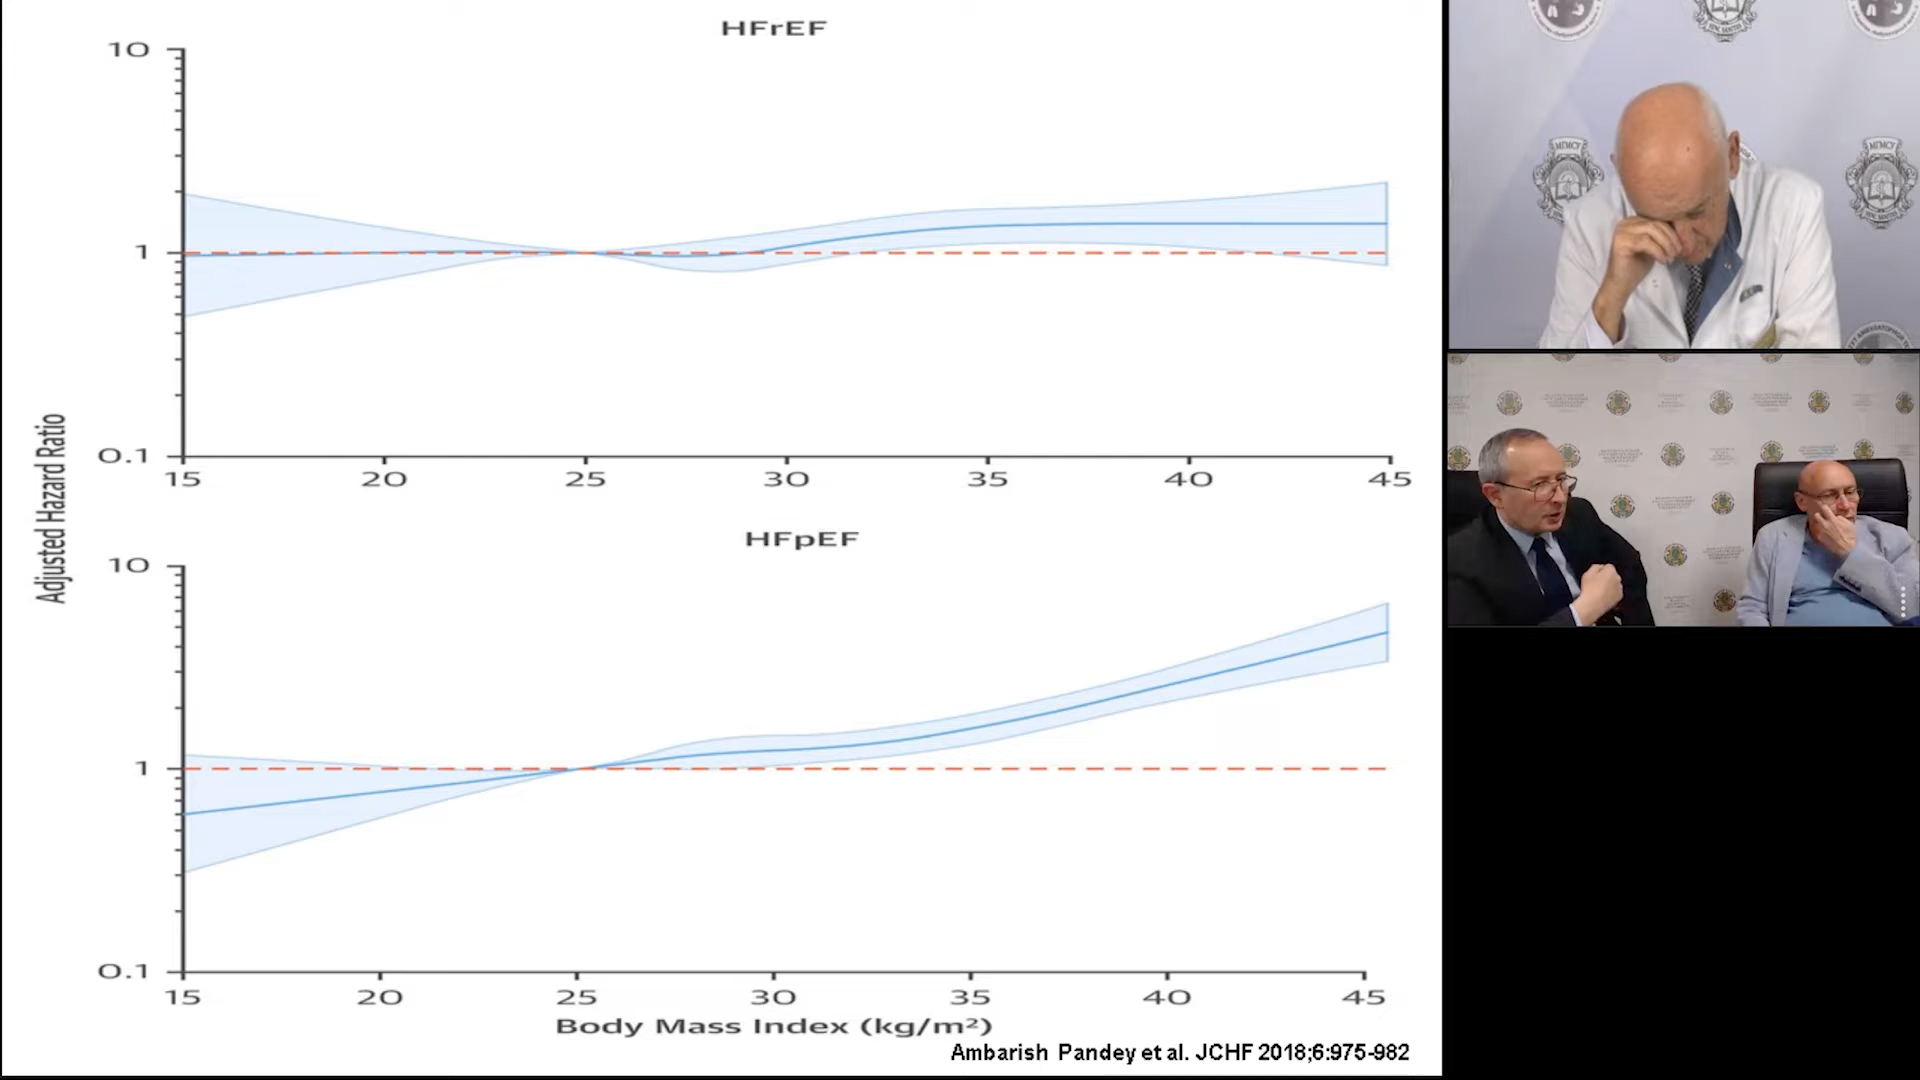 HFrEF
10
1
0.1
15 20 25 30 35 40 45
Adjusted Hazard Ratio
HFpEF
10
1
0.1
15 20 25 30 35 40 45
Body Mass Index (kg/m²)
Ambarish Pandey et al. JCHF 2018;6:975-982
МГМСУ
МГМСУ